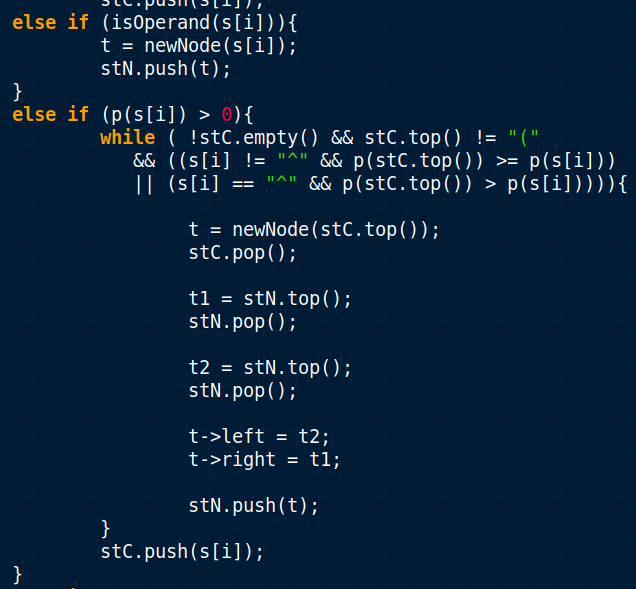 stC.push(s[i]);
else if (isOperand(s[i])){
t = newNode(s[i]);
stN.push(t);
}
else if (p(s[i]) > 0){
while ( !stC.empty() && stC.top() != "("
&& ((s[i] != "^" && p(stC.top()) >= p(s[i]))
|| (s[i] == "^" && p(stC.top()) > p(s[i])))){
t = newNode(stC.top());
stC.pop();
t1 = stN.top();
stN.pop();
t2 = stN.top();
stN.pop();
t->left = t2;
t->right = t1;
stN.push(t);
}
stC.push(s[i]);
}